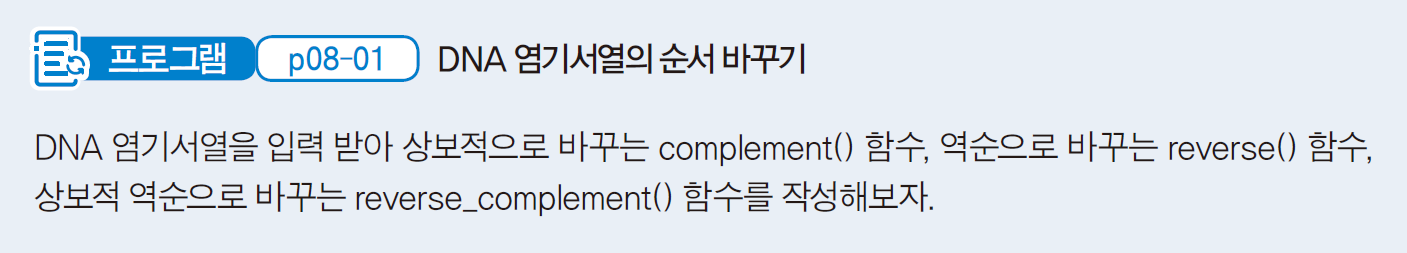 프로그램 p08-01 DNA 염기서열의 순서 바꾸기
DNA 염기서열을 입력 받아 상보적으로 바꾸는 complement() 함수, 역순으로 바꾸는 reverse() 함수,
상보적 역순으로 바꾸는 reverse_complement() 함수를 작성해보자.